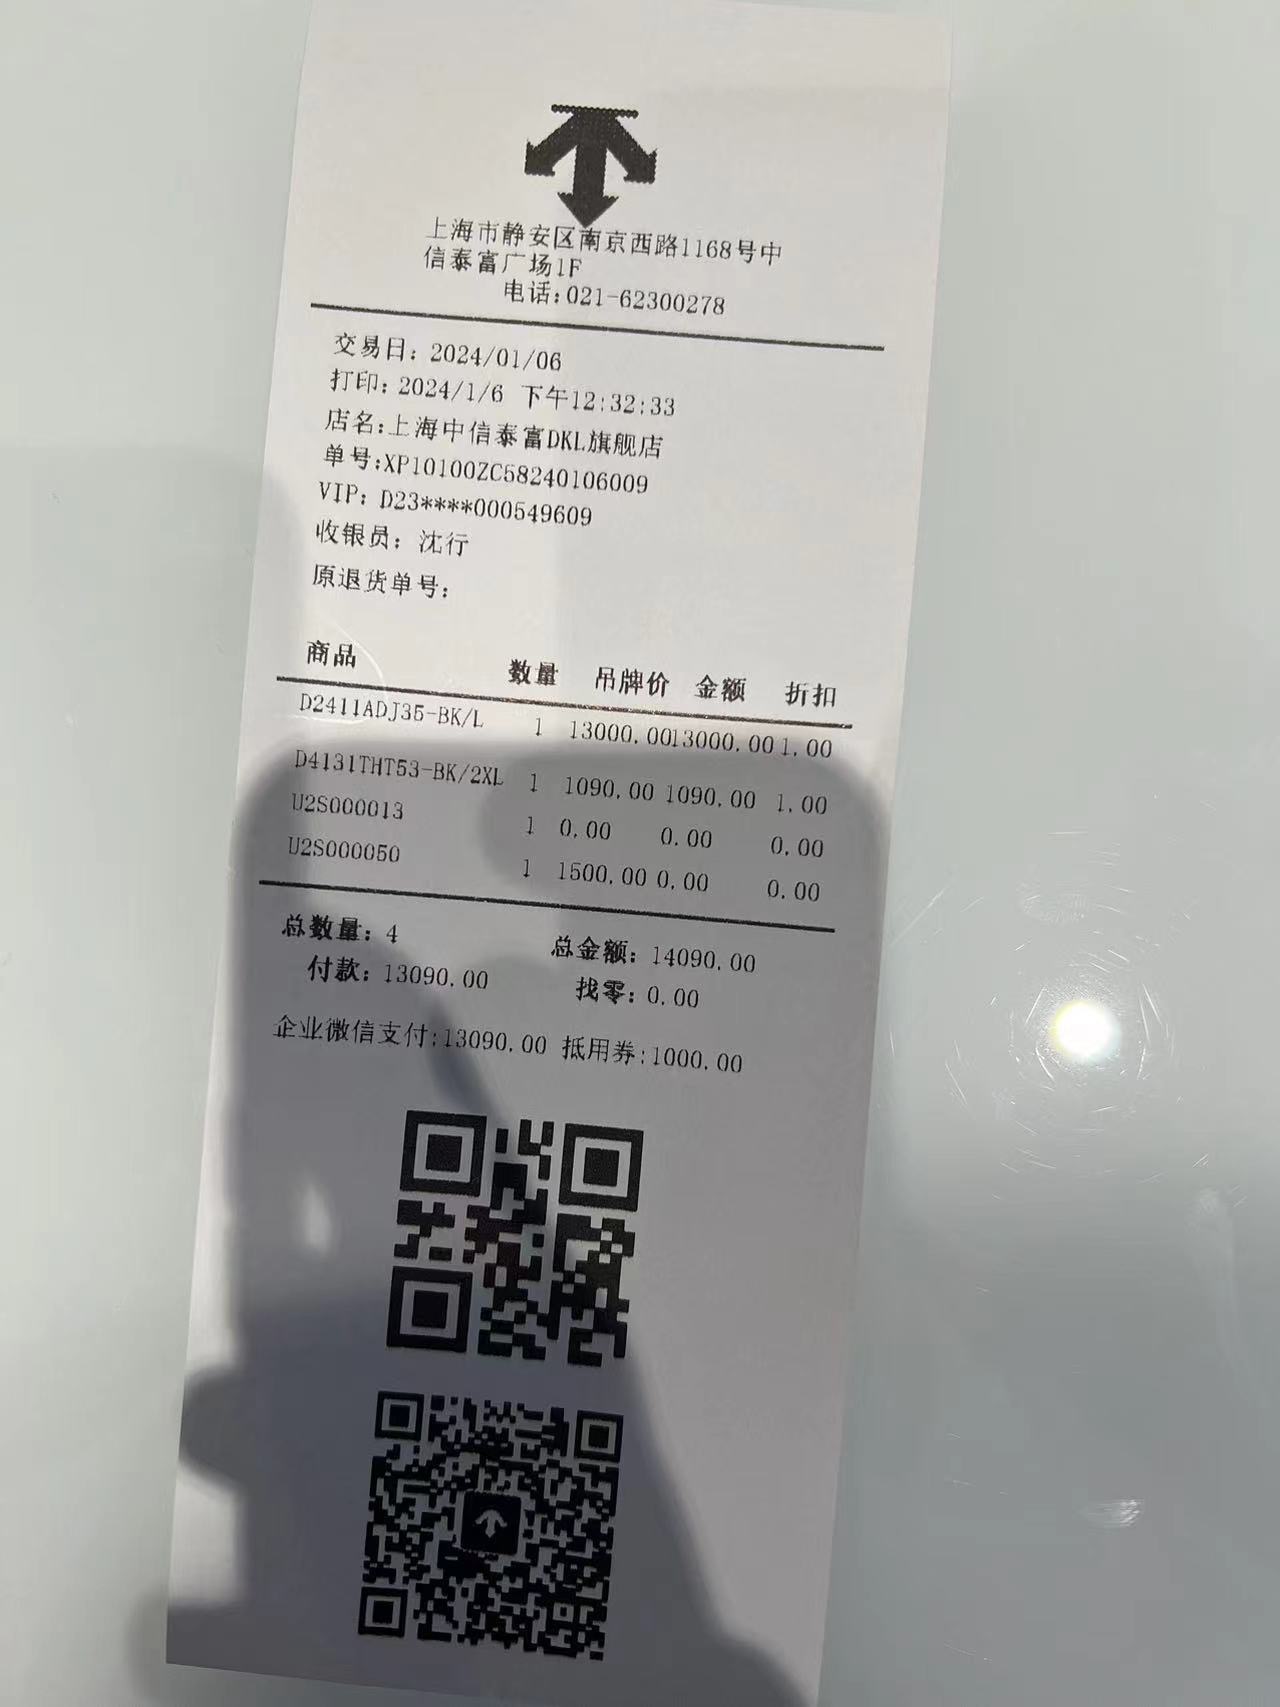 上海市静安区南京西路1168号中
信泰富广场1F
电话:021-62300278
交易日: 2024/01/06
打印: 2024/1/6 下午12:32:33
店名:上海中信泰富DKL旗舰店
单号:XP10100ZC58240106009
VIP: D23****000549609
收银员: 沈行
原退货单号:
商品 数量 吊牌价 金额 折扣
D2411ADJ35-BK/L 1 13000.00 13000.00 1.00
D4131THT53-BK/2XL 1 1090.00 1090.00 1.00
U2S000013 1 0.00 0.00 0.00
U2S000050 1 1500.00 0.00 0.00
总数量: 4 总金额: 14090.00
付款: 13090.00 找零: 0.00
企业微信支付:13090.00 抵用券:1000.00